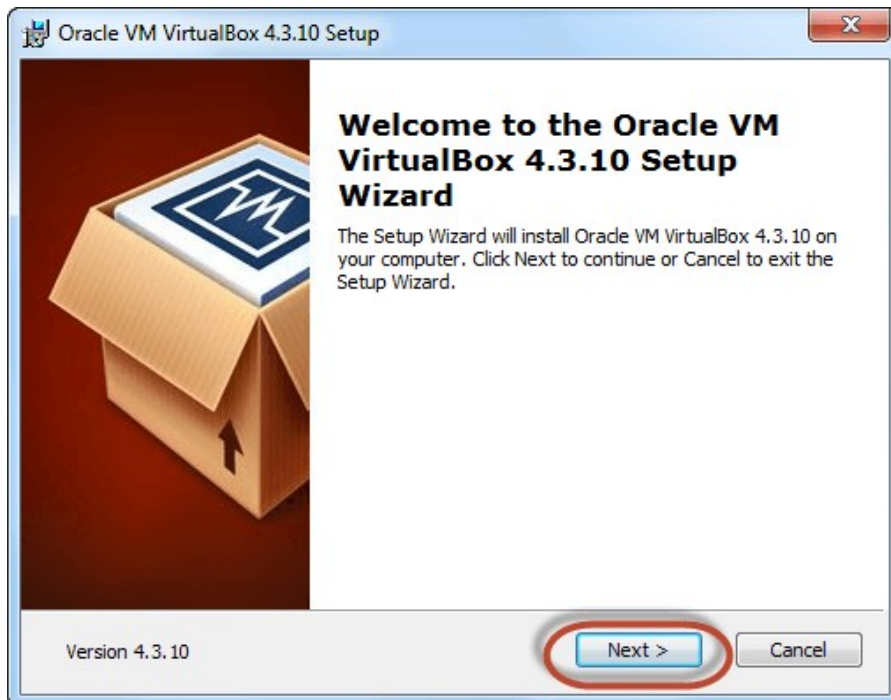 Oracle VM VirtualBox 4.3.10 Setup
Welcome to the Oracle VM
VirtualBox 4.3.10 Setup
Wizard
The Setup Wizard will install Oracle VM VirtualBox 4.3.10 on
your computer. Click Next to continue or Cancel to exit the
Setup Wizard.
Version 4.3.10
Next >
Cancel